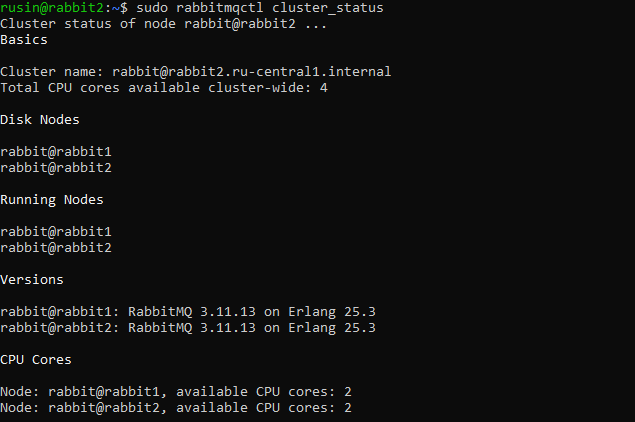 rusin@rabbit2:~$ sudo rabbitmqctl cluster_status
Cluster status of node rabbit@rabbit2 ...
Basics
Cluster name: rabbit@rabbit2.ru-central1.internal
Total CPU cores available cluster-wide: 4
Disk Nodes
rabbit@rabbit1
rabbit@rabbit2
Running Nodes
rabbit@rabbit1
rabbit@rabbit2
Versions
rabbit@rabbit1: RabbitMQ 3.11.13 on Erlang 25.3
rabbit@rabbit2: RabbitMQ 3.11.13 on Erlang 25.3
CPU Cores
Node: rabbit@rabbit1, available CPU cores: 2
Node: rabbit@rabbit2, available CPU cores: 2